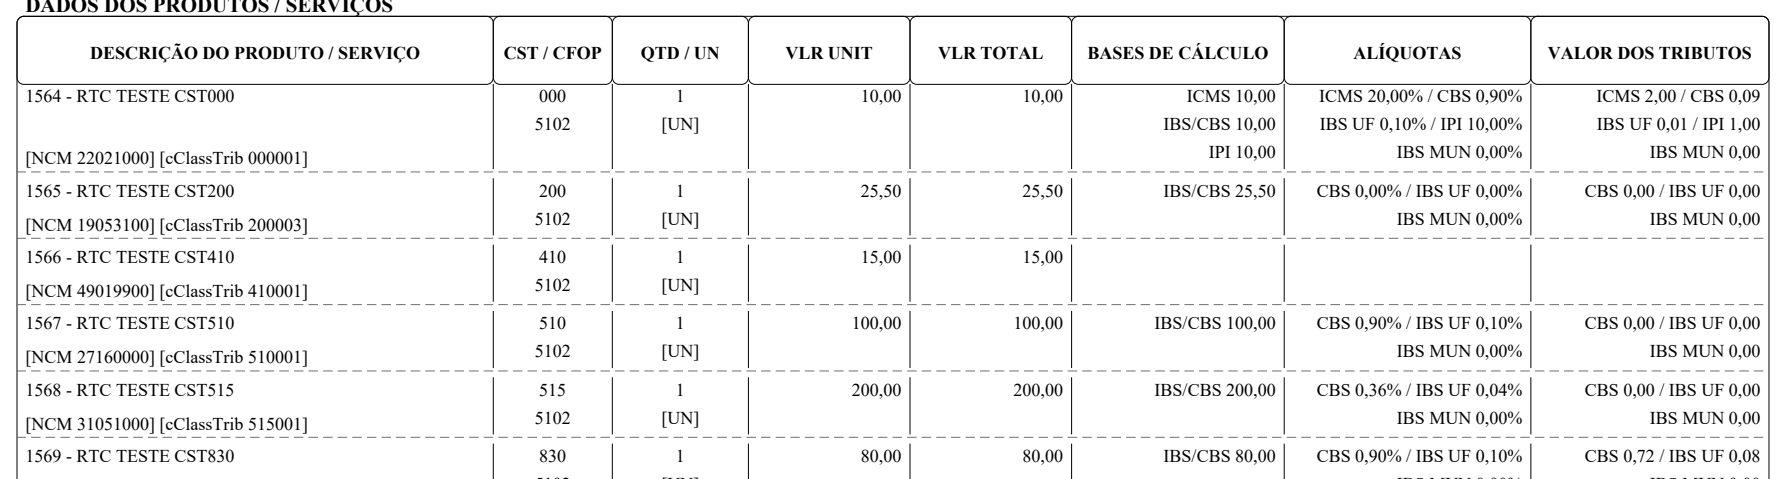 DADOS DOS PRODUTOS / SERVIÇOS
DESCRIÇÃO DO PRODUTO / SERVIÇO CST / CFOP QTD / UN VLR UNIT VLR TOTAL BASES DE CÁLCULO ALÍQUOTAS VALOR DOS TRIBUTOS
1564 - RTC TESTE CST000 000 1 10,00 10,00 ICMS 10,00 ICMS 20,00% / CBS 0,90% ICMS 2,00 / CBS 0,09
5102 [UN] IBS/CBS 10,00 IBS UF 0,10% / IPI 10,00% IBS UF 0,01 / IPI 1,00
[NCM 22021000] [cClassTrib 000001] IPI 10,00 IBS MUN 0,00% IBS MUN 0,00
1565 - RTC TESTE CST200 200 1 25,50 25,50 IBS/CBS 25,50 CBS 0,00% / IBS UF 0,00% CBS 0,00 / IBS UF 0,00
[NCM 19053100] [cClassTrib 200003] 5102 [UN] IBS MUN 0,00% IBS MUN 0,00
1566 - RTC TESTE CST410 410 1 15,00 15,00
[NCM 49019900] [cClassTrib 410001] 5102 [UN]
1567 - RTC TESTE CST510 510 1 100,00 100,00 IBS/CBS 100,00 CBS 0,90% / IBS UF 0,10% CBS 0,00 / IBS UF 0,00
[NCM 27160000] [cClassTrib 510001] 5102 [UN] IBS MUN 0,00% IBS MUN 0,00
1568 - RTC TESTE CST515 515 1 200,00 200,00 IBS/CBS 200,00 CBS 0,36% / IBS UF 0,04% CBS 0,00 / IBS UF 0,00
[NCM 31051000] [cClassTrib 515001] 5102 [UN] IBS MUN 0,00% IBS MUN 0,00
1569 - RTC TESTE CST830 830 1 80,00 80,00 IBS/CBS 80,00 CBS 0,90% / IBS UF 0,10% CBS 0,72 / IBS UF 0,08